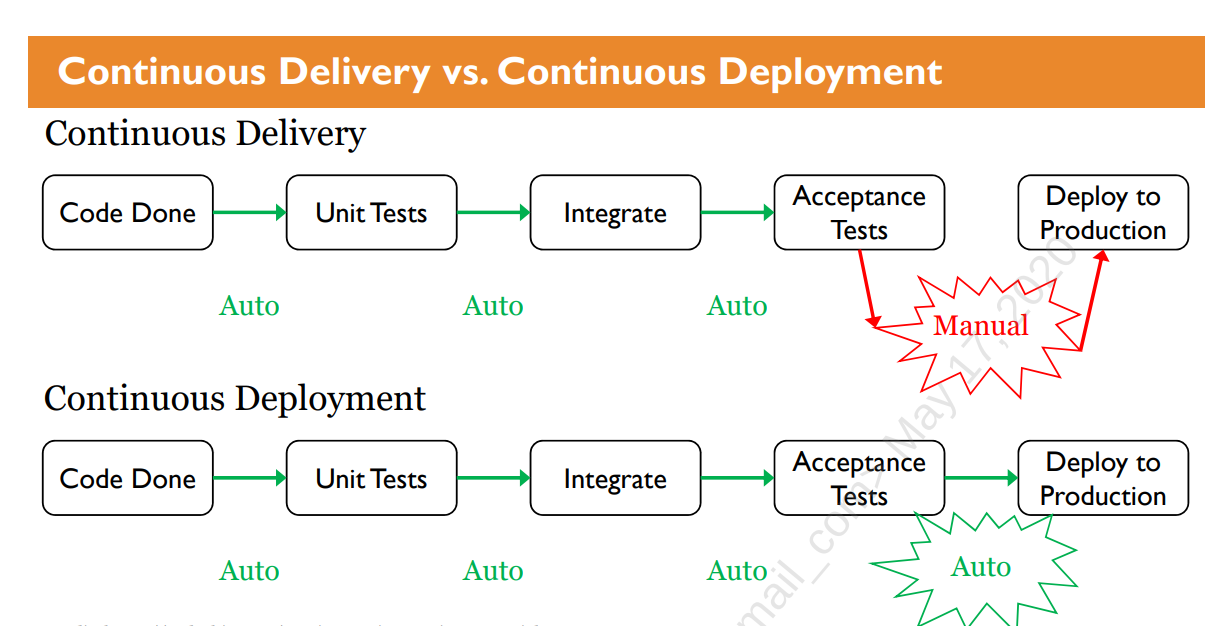 Continuous Delivery vs. Continuous Deployment
Continuous Delivery
Code Done
Unit Tests
Integrate
Acceptance
Tests
Deploy to
Production
Auto
Auto
Auto
Manual
Continuous Deployment
Code Done
Unit Tests
Integrate
Acceptance
Tests
Deploy to
Production
Auto
Auto
Auto
Auto
mail_com> May 17, 2020